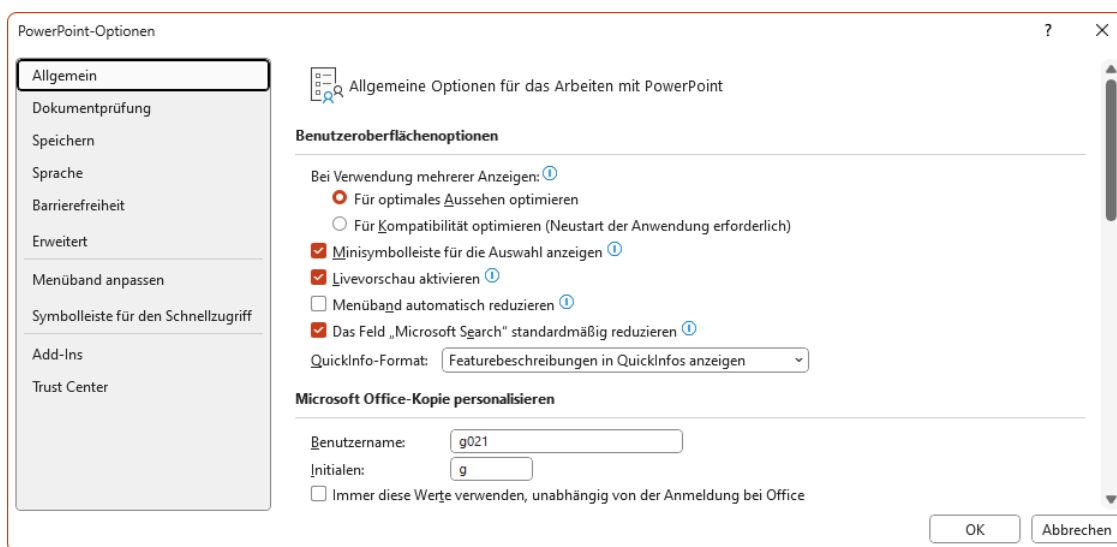 PowerPoint-Optionen
?
Allgemein
Dokumentprüfung
Speichern
Sprache
Barrierefreiheit
Erweitert
Menüband anpassen
Symbolleiste für den Schnellzugriff
Add-Ins
Trust Center
Allgemeine Optionen für das Arbeiten mit PowerPoint
Benutzeroberflächenoptionen
Bei Verwendung mehrerer Anzeigen:
Für optimales Aussehen optimieren
Für Kompatibilität optimieren (Neustart der Anwendung erforderlich)
Minisymbolleiste für die Auswahl anzeigen
Livevorschau aktivieren
Menüband automatisch reduzieren
Das Feld „Microsoft Search“ standardmäßig reduzieren
QuickInfo-Format: Featurebeschreibungen in QuickInfos anzeigen
Microsoft Office-Kopie personalisieren
Benutzername: g021
Initialen: g
Immer diese Werte verwenden, unabhängig von der Anmeldung bei Office
OK Abbrechen